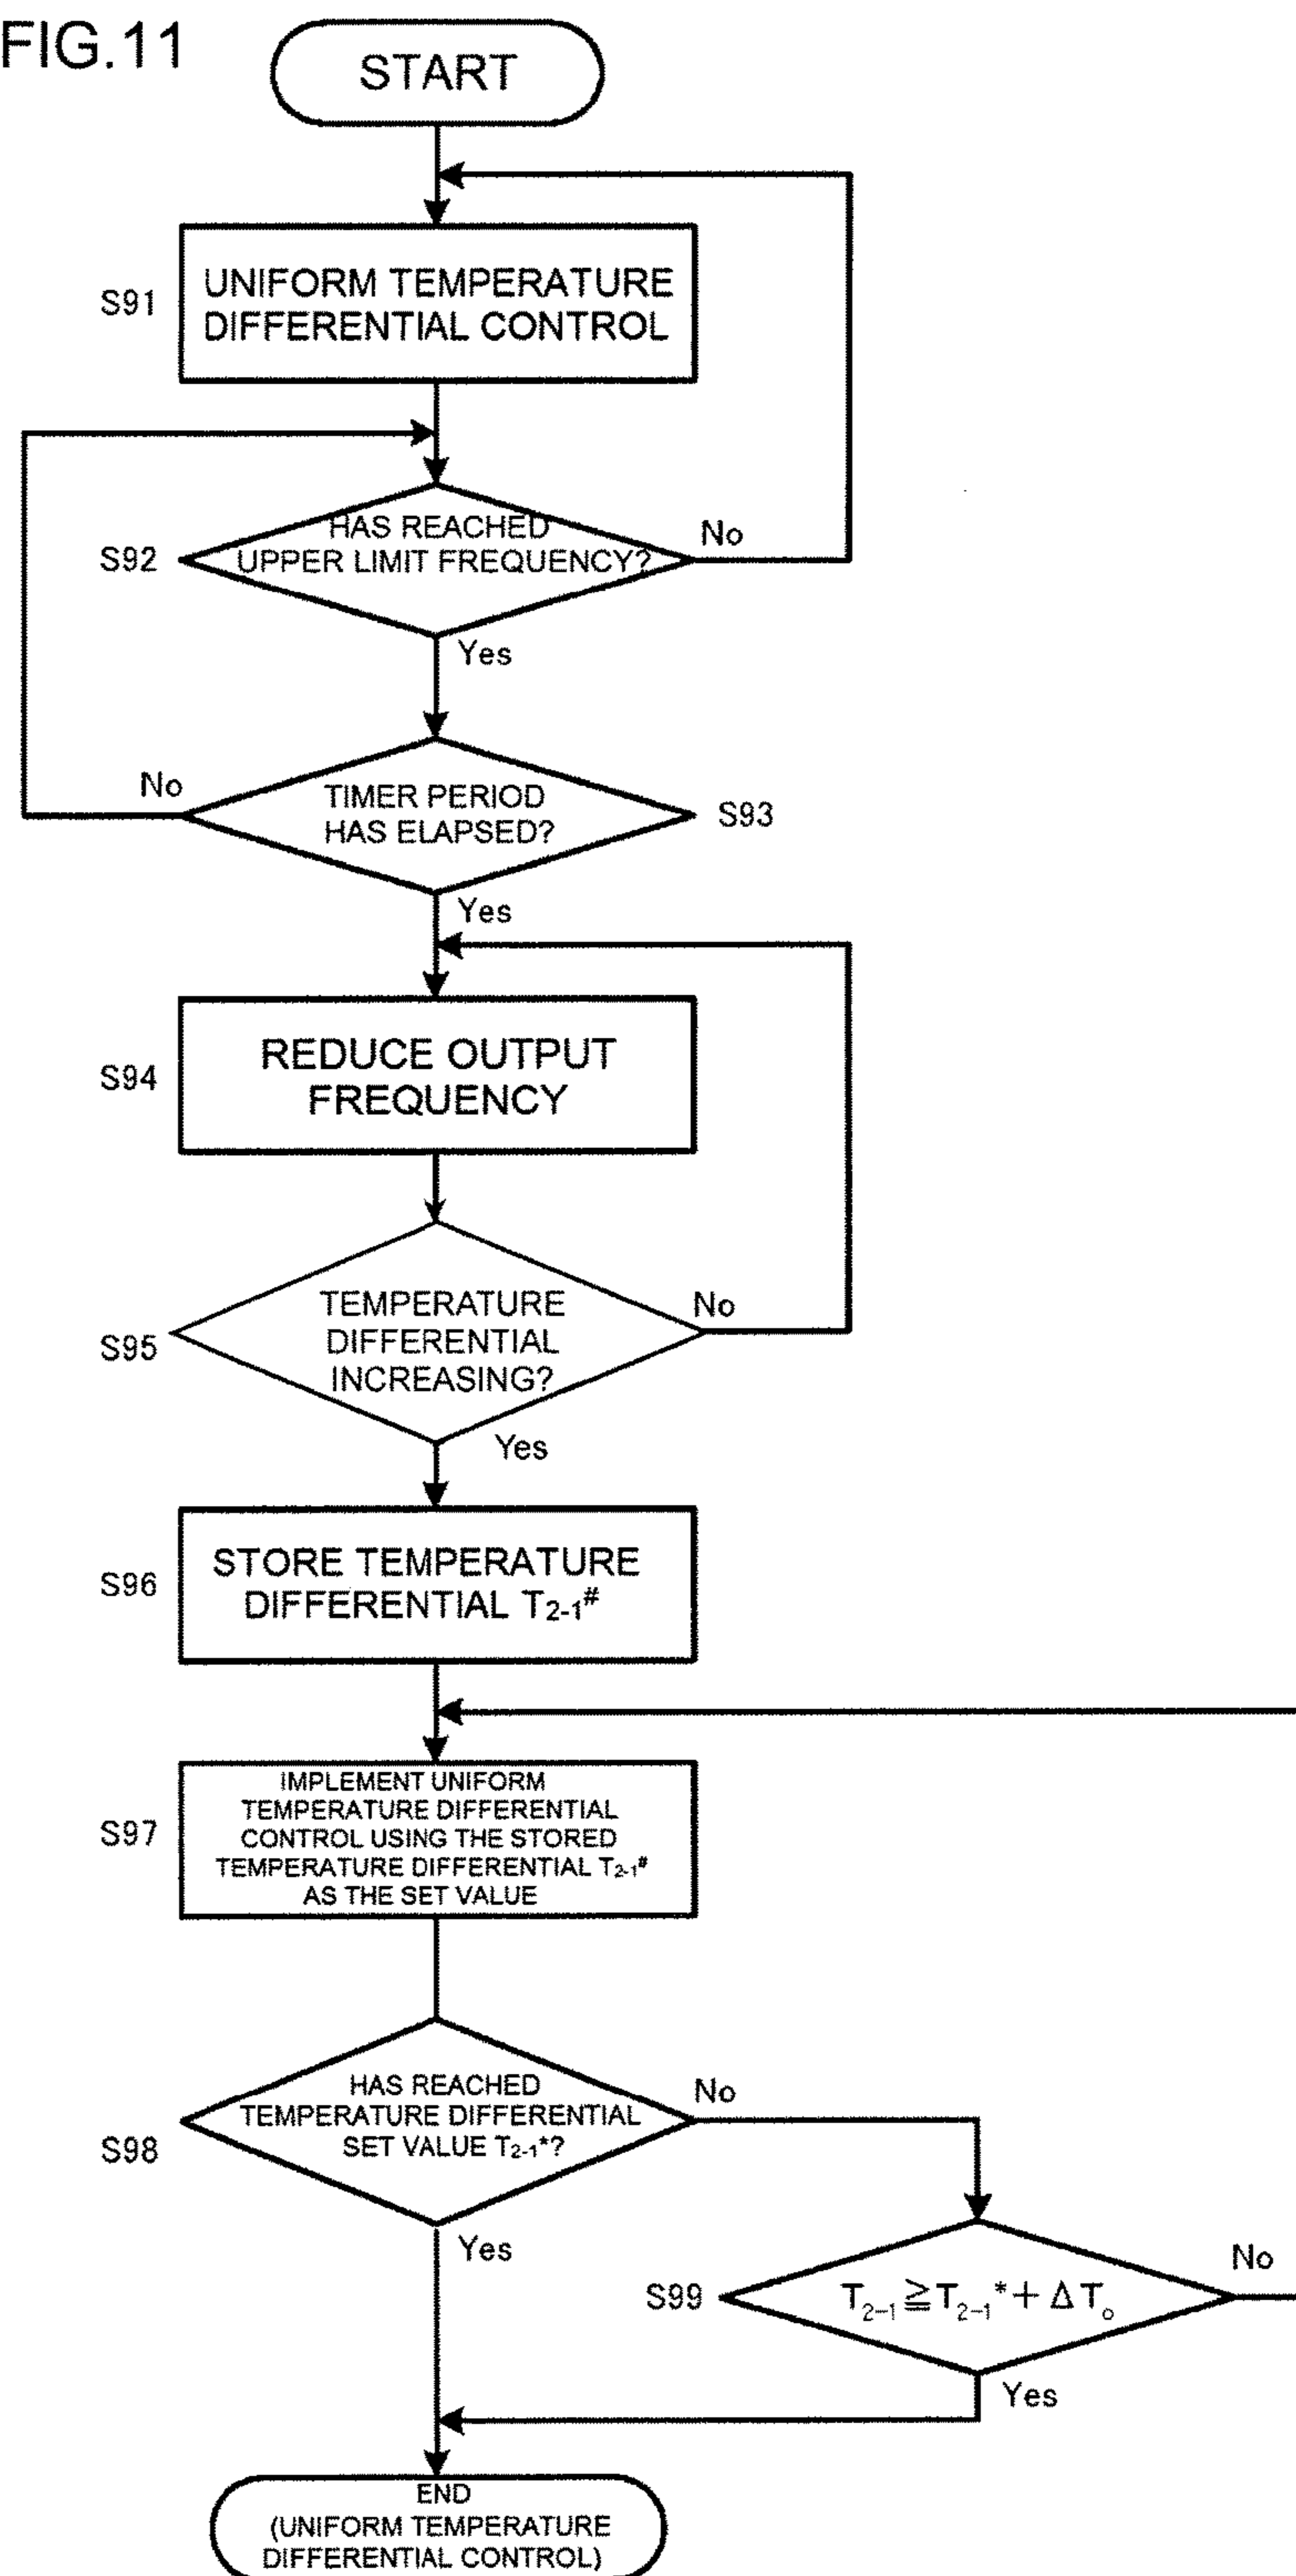 FIG.11
START
S91
UNIFORM TEMPERATURE
DIFFERENTIAL CONTROL
S92
HAS REACHED
UPPER LIMIT FREQUENCY?
No
Yes
No
TIMER PERIOD
HAS ELAPSED?
S93
Yes
S94
REDUCE OUTPUT
FREQUENCY
S95
TEMPERATURE
DIFFERENTIAL
INCREASING?
No
Yes
S96
STORE TEMPERATURE
DIFFERENTIAL T₂₋₁#
S97
IMPLEMENT UNIFORM
TEMPERATURE DIFFERENTIAL
CONTROL USING THE STORED
TEMPERATURE DIFFERENTIAL T₂₋₁#
AS THE SET VALUE
S98
HAS REACHED
TEMPERATURE DIFFERENTIAL
SET VALUE T₂₋₁*?
No
Yes
S99
T₂₋₁ ≧ T₂₋₁* + ΔTₒ
No
Yes
END
(UNIFORM TEMPERATURE
DIFFERENTIAL CONTROL)